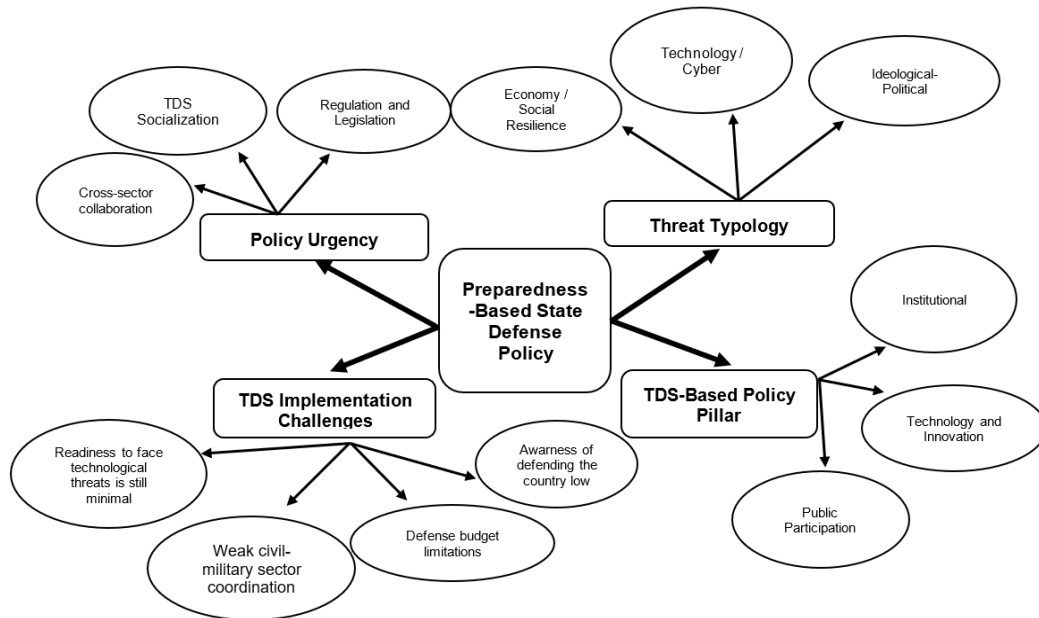 Technology /
Cyber
Ideological-
Political
TDS
Socialization
Regulation and
Legislation
Economy /
Social
Resilience
Cross-sector
collaboration
Policy Urgency
Threat Typology
Preparedness
-Based State
Defense
Policy
Institutional
TDS Implementation
Challenges
TDS-Based Policy
Pillar
Technology and
Innovation
Readiness to face
technological
threats is still
minimal
Awarness of
defending the
country low
Public
Participation
Weak civil-
military sector
coordination
Defense budget
limitations